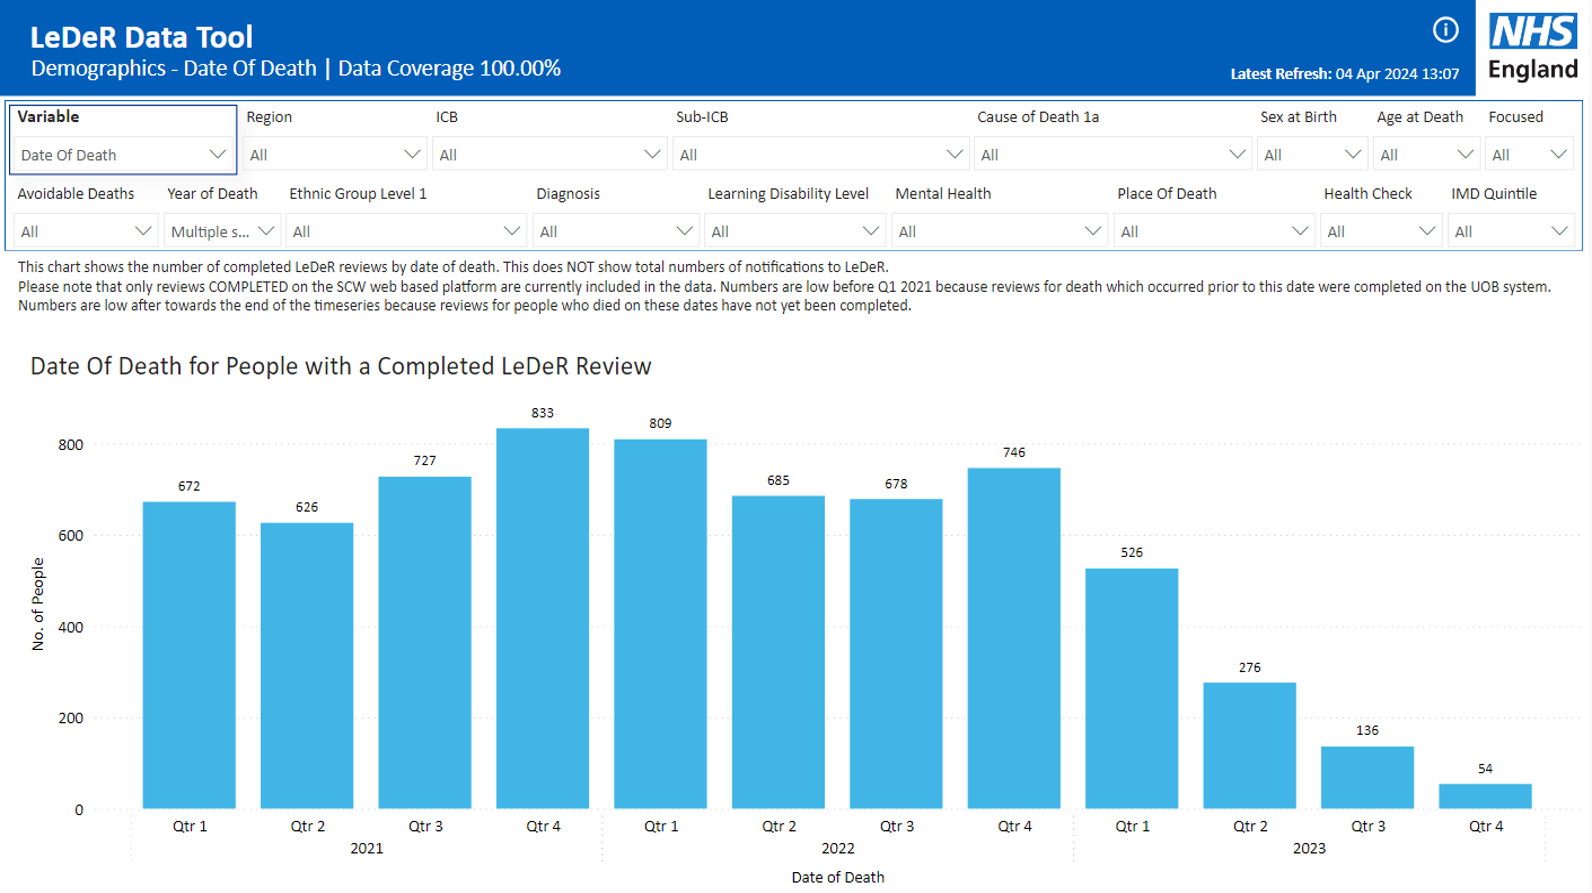 LeDeR Data Tool
Demographics - Date Of Death | Data Coverage 100.00%
Latest Refresh: 04 Apr 2024 13:07
NHS
England
Variable Region ICB Sub-ICB Cause of Death 1a Sex at Birth Age at Death Focused
Date Of Death All All All All All All All
Avoidable Deaths Year of Death Ethnic Group Level 1 Diagnosis Learning Disability Level Mental Health Place Of Death Health Check IMD Quintile
All Multiple s... All All All All All All All
This chart shows the number of completed LeDeR reviews by date of death. This does NOT show total numbers of notifications to LeDeR.
Please note that only reviews COMPLETED on the SCW web based platform are currently included in the data. Numbers are low before Q1 2021 because reviews for death which occurred prior to this date were completed on the UOB system.
Numbers are low after towards the end of the timeseries because reviews for people who died on these dates have not yet been completed.
Date Of Death for People with a Completed LeDeR Review
No. of People
800
600
400
200
0
672 626 727 833 809 685 678 746 526 276 136 54
Qtr 1 Qtr 2 Qtr 3 Qtr 4 Qtr 1 Qtr 2 Qtr 3 Qtr 4 Qtr 1 Qtr 2 Qtr 3 Qtr 4
2021 2022 2023
Date of Death